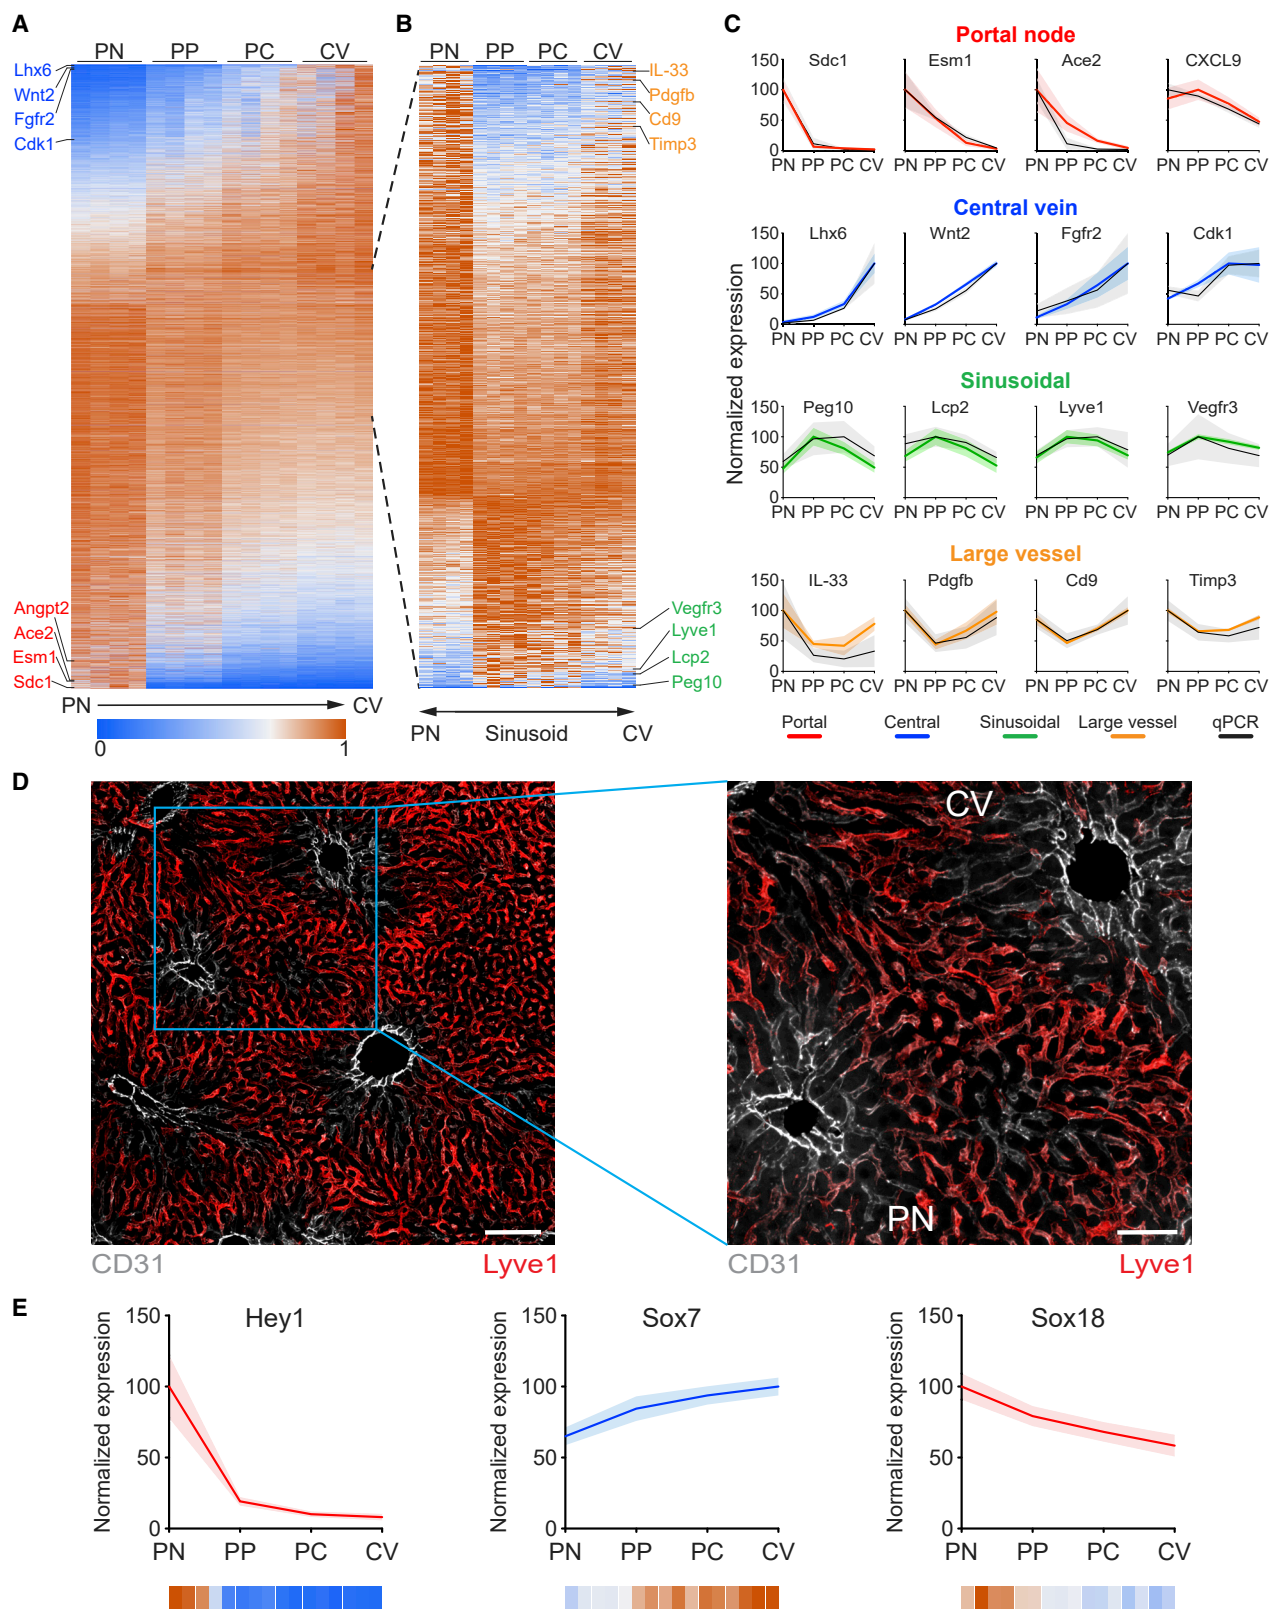 A
PN PP PC CV
Lhx6
Wnt2
Fgfr2
Cdk1
Angpt2
Ace2
Esm1
Sdc1
PN CV
0 1
B
PN PP PC CV
IL-33
Pdgfb
Cd9
Timp3
Vegfr3
Lyve1
Lcp2
Peg10
PN Sinusoid CV
C
Normalized expression
Portal node
Sdc1 Esm1 Ace2 CXCL9
150
100
50
0
PN PP PC CV PN PP PC CV PN PP PC CV PN PP PC CV
Central vein
Lhx6 Wnt2 Fgfr2 Cdk1
150
100
50
0
PN PP PC CV PN PP PC CV PN PP PC CV PN PP PC CV
Sinusoidal
Peg10 Lcp2 Lyve1 Vegfr3
150
100
50
0
PN PP PC CV PN PP PC CV PN PP PC CV PN PP PC CV
Large vessel
IL-33 Pdgfb Cd9 Timp3
150
100
50
0
PN PP PC CV PN PP PC CV PN PP PC CV PN PP PC CV
Portal Central Sinusoidal Large vessel qPCR
D
CV
PN
CD31 Lyve1
CD31 Lyve1
E
Hey1
Normalized expression
150
100
50
0
PN PP PC CV
Sox7
Normalized expression
150
100
50
0
PN PP PC CV
Sox18
Normalized expression
150
100
50
0
PN PP PC CV